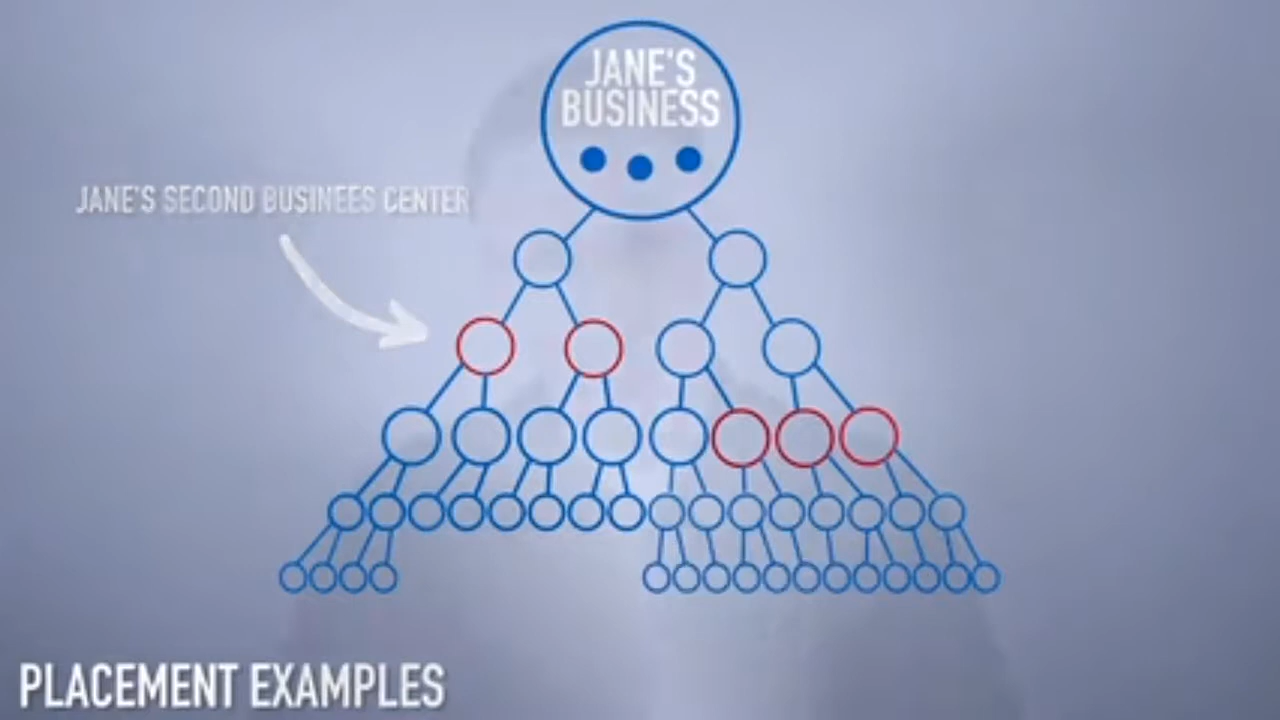 JANE'S
BUSINESS
JANE'S SECOND BUSINEES CENTER
PLACEMENT EXAMPLES